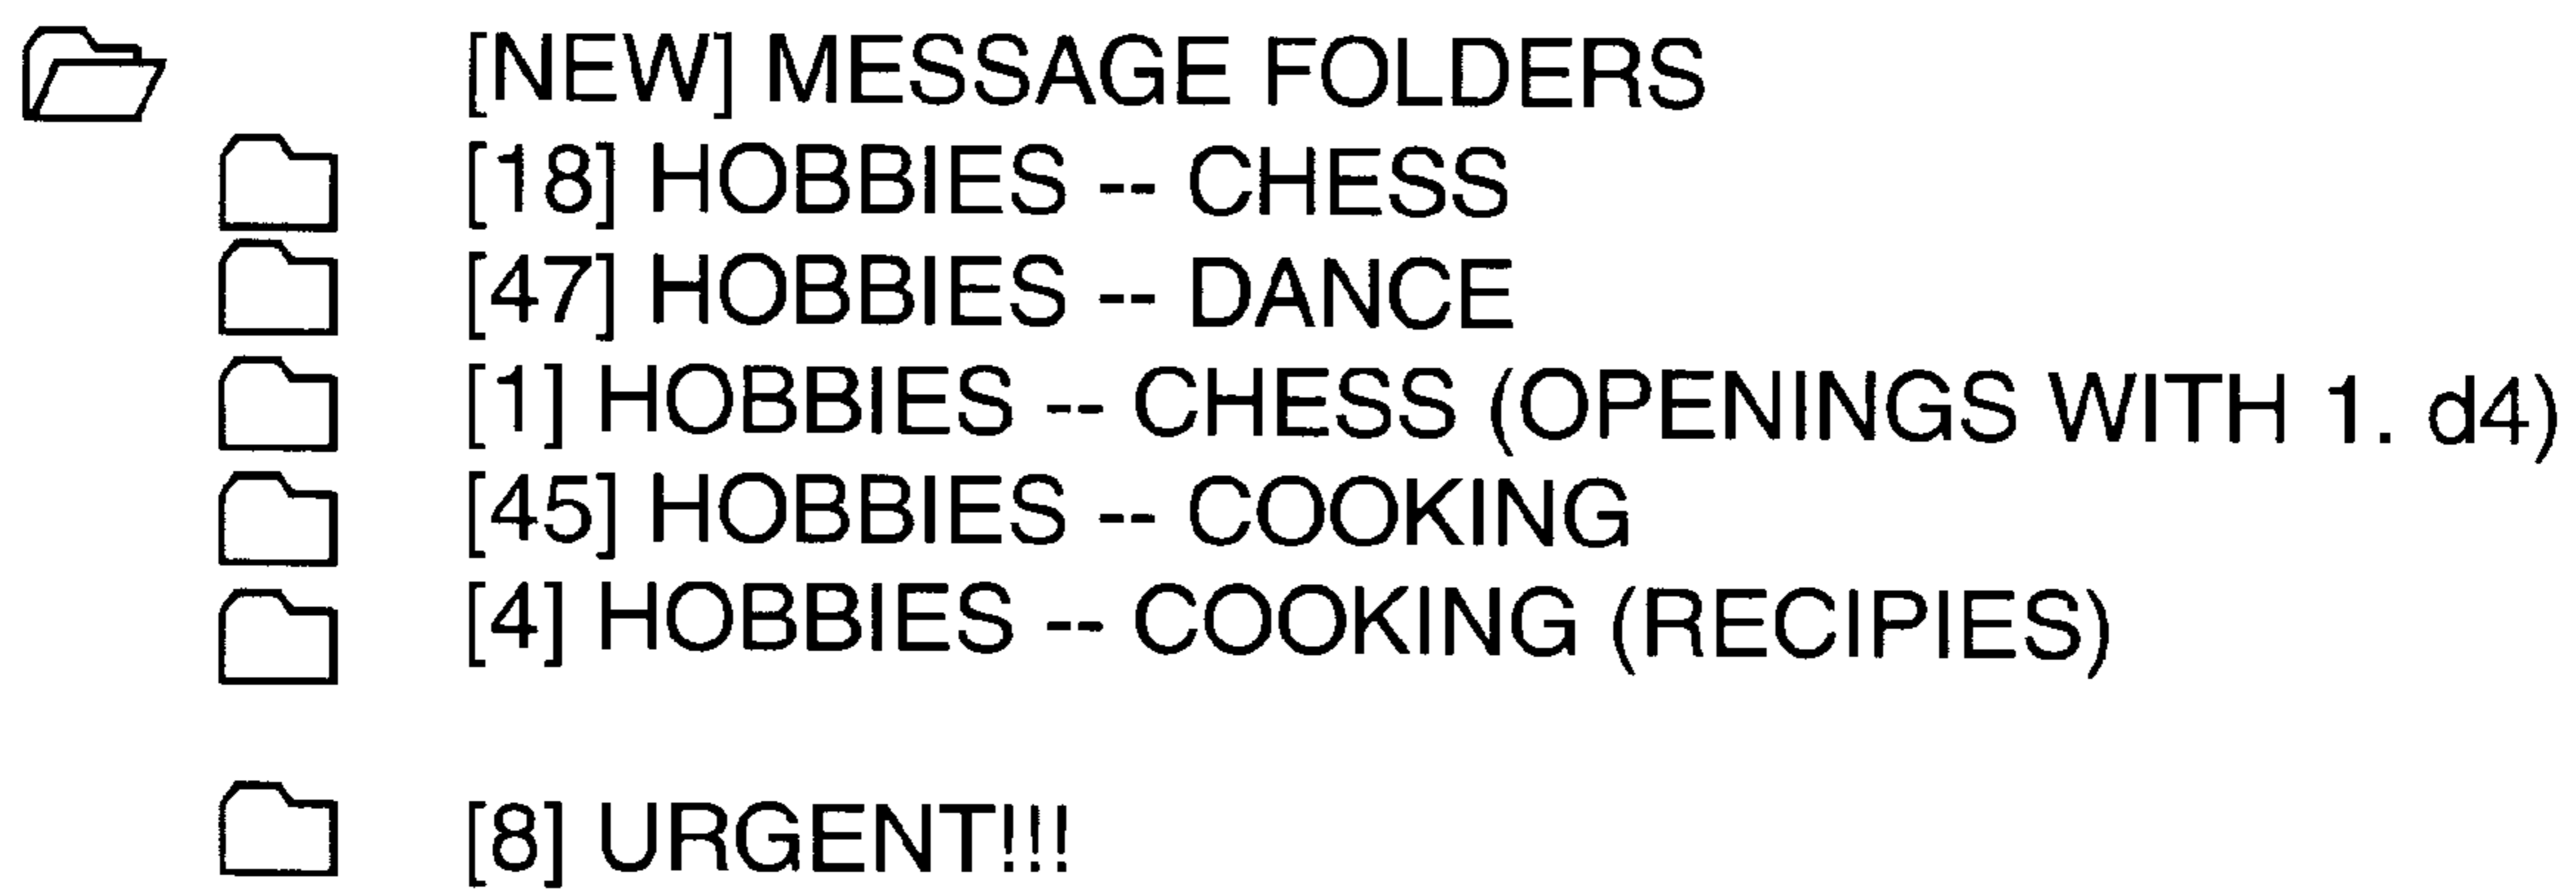 [NEW] MESSAGE FOLDERS
[18] HOBBIES -- CHESS
[47] HOBBIES -- DANCE
[1] HOBBIES -- CHESS (OPENINGS WITH 1. d4)
[45] HOBBIES -- COOKING
[4] HOBBIES -- COOKING (RECIPIES)
[8] URGENT!!!